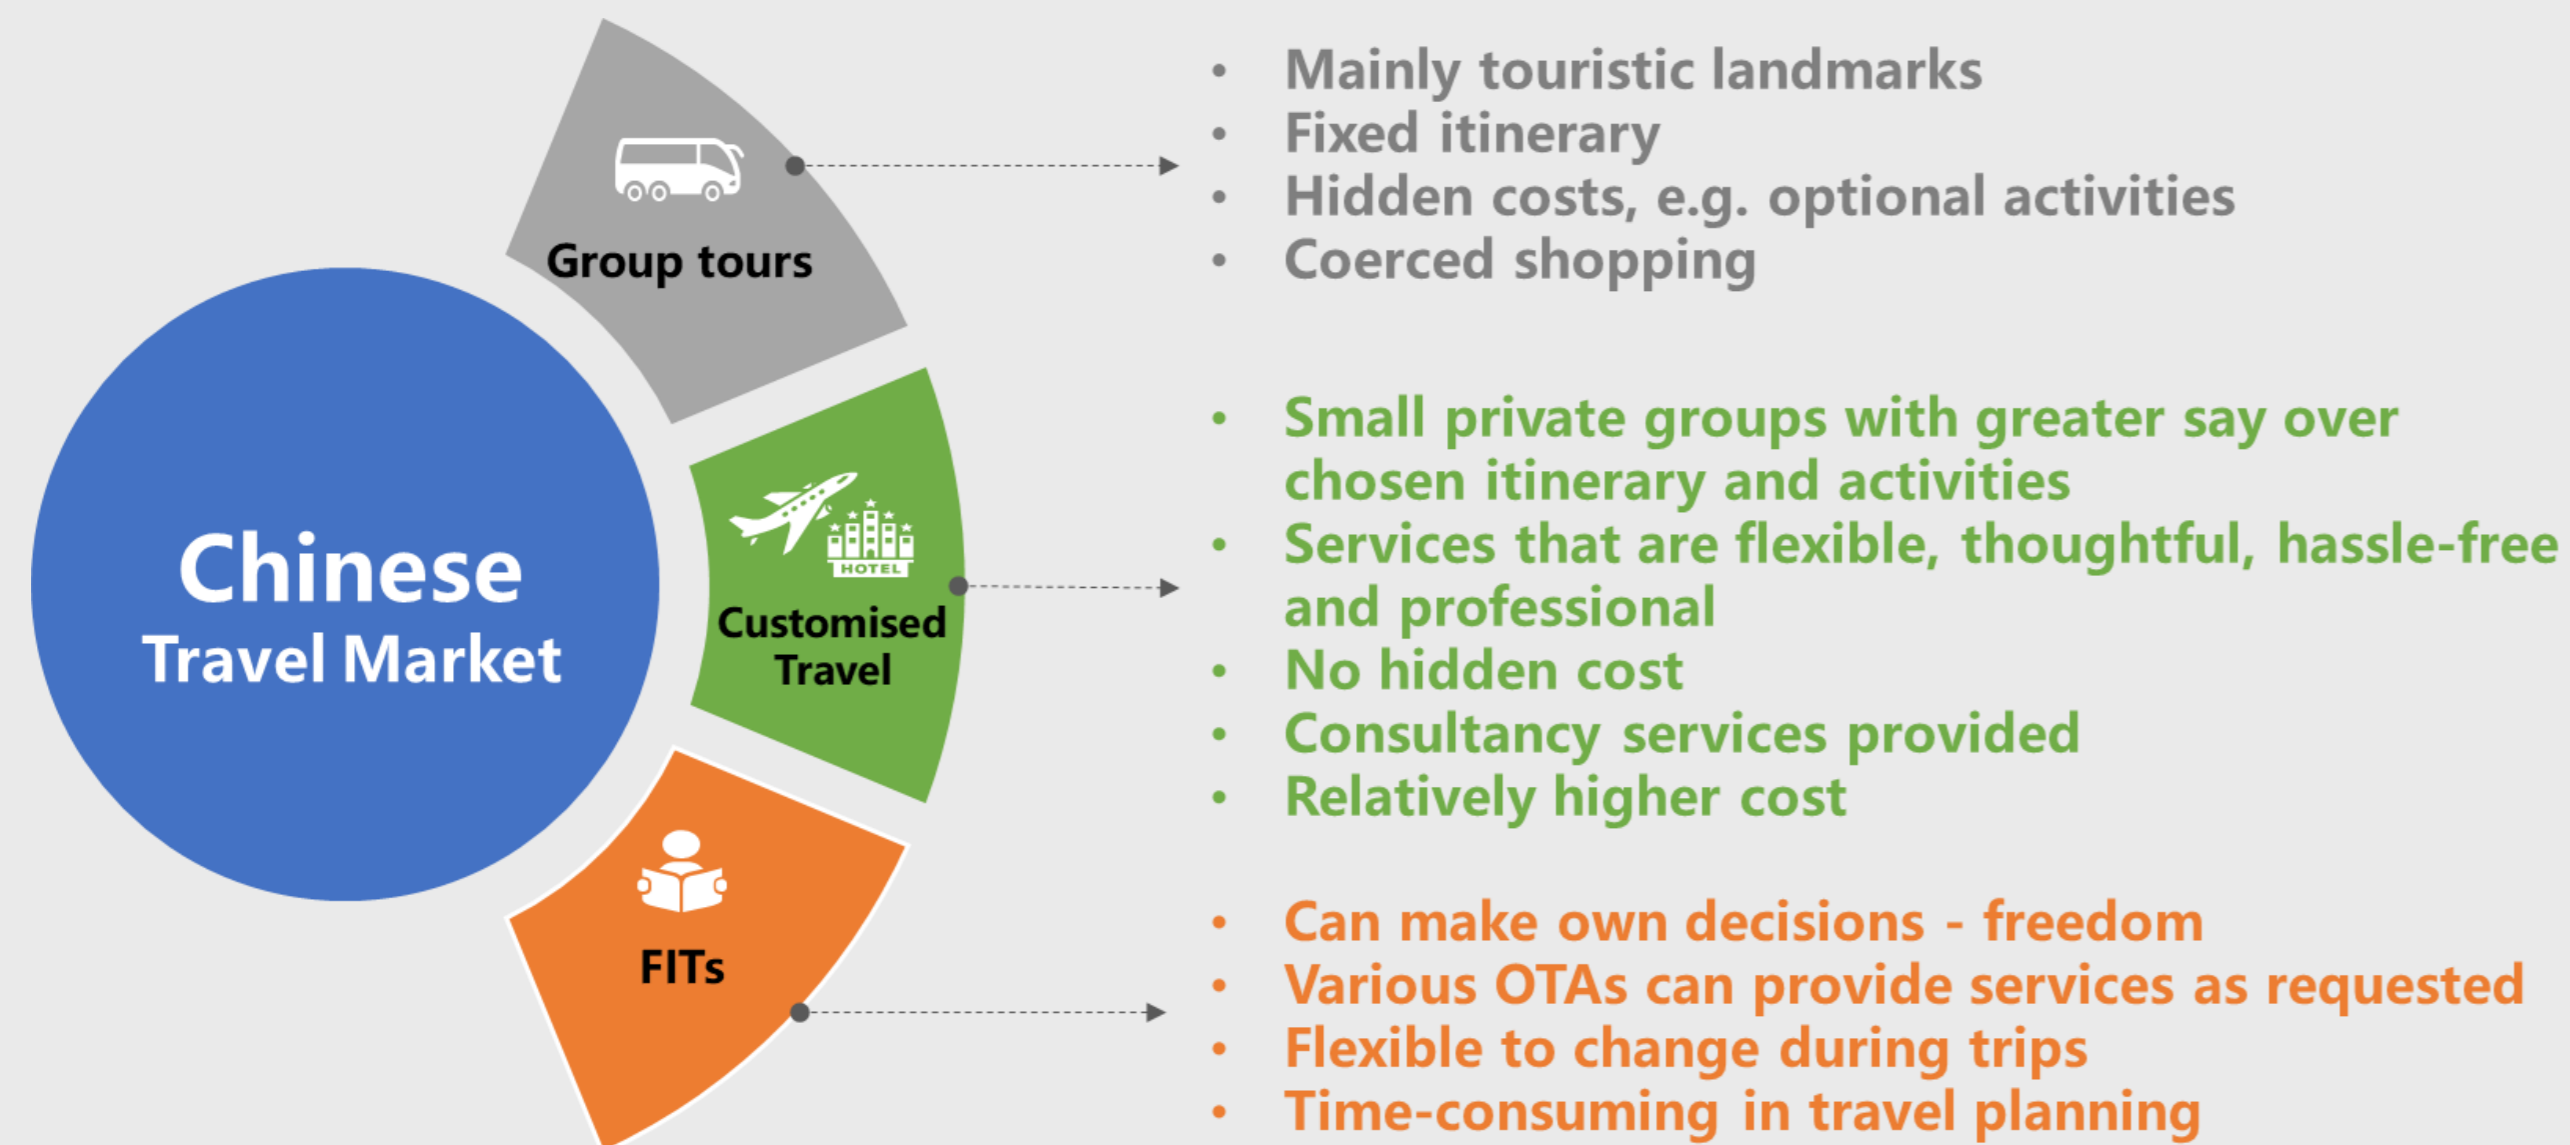 Chinese
Travel Market
Group tours
• Mainly touristic landmarks
• Fixed itinerary
• Hidden costs, e.g. optional activities
• Coerced shopping
HOTEL
Customised
Travel
• Small private groups with greater say over
chosen itinerary and activities
• Services that are flexible, thoughtful, hassle-free
and professional
• No hidden cost
• Consultancy services provided
• Relatively higher cost
FITs
• Can make own decisions - freedom
• Various OTAs can provide services as requested
• Flexible to change during trips
• Time-consuming in travel planning